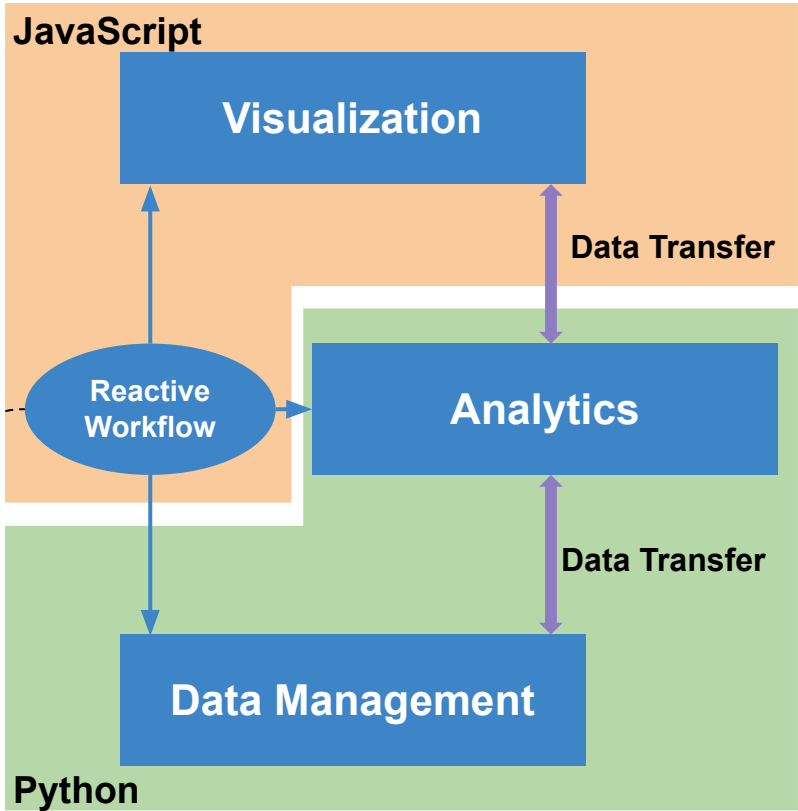 JavaScript
Visualization
Data Transfer
Reactive
Workflow
Analytics
Data Transfer
Data Management
Python